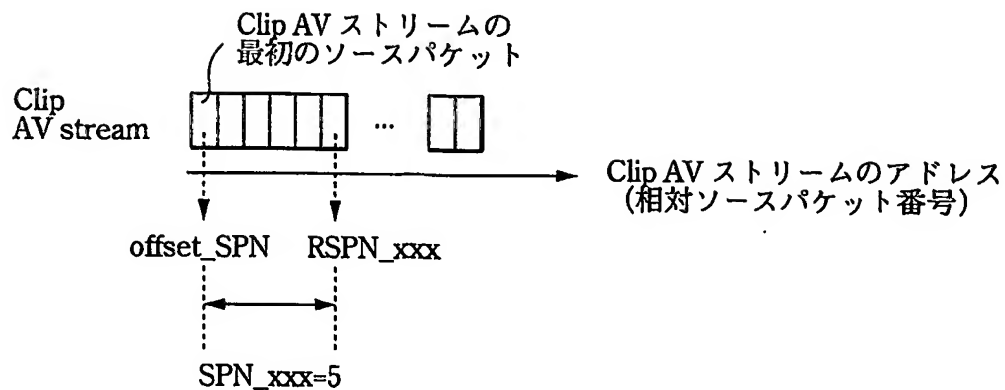 Clip AV ストリームの
最初のソースパケット
Clip
AV stream
...
Clip AV ストリームのアドレス
(相対ソースパケット番号)
offset_SPN RSPN_xxx
SPN_xxx=5